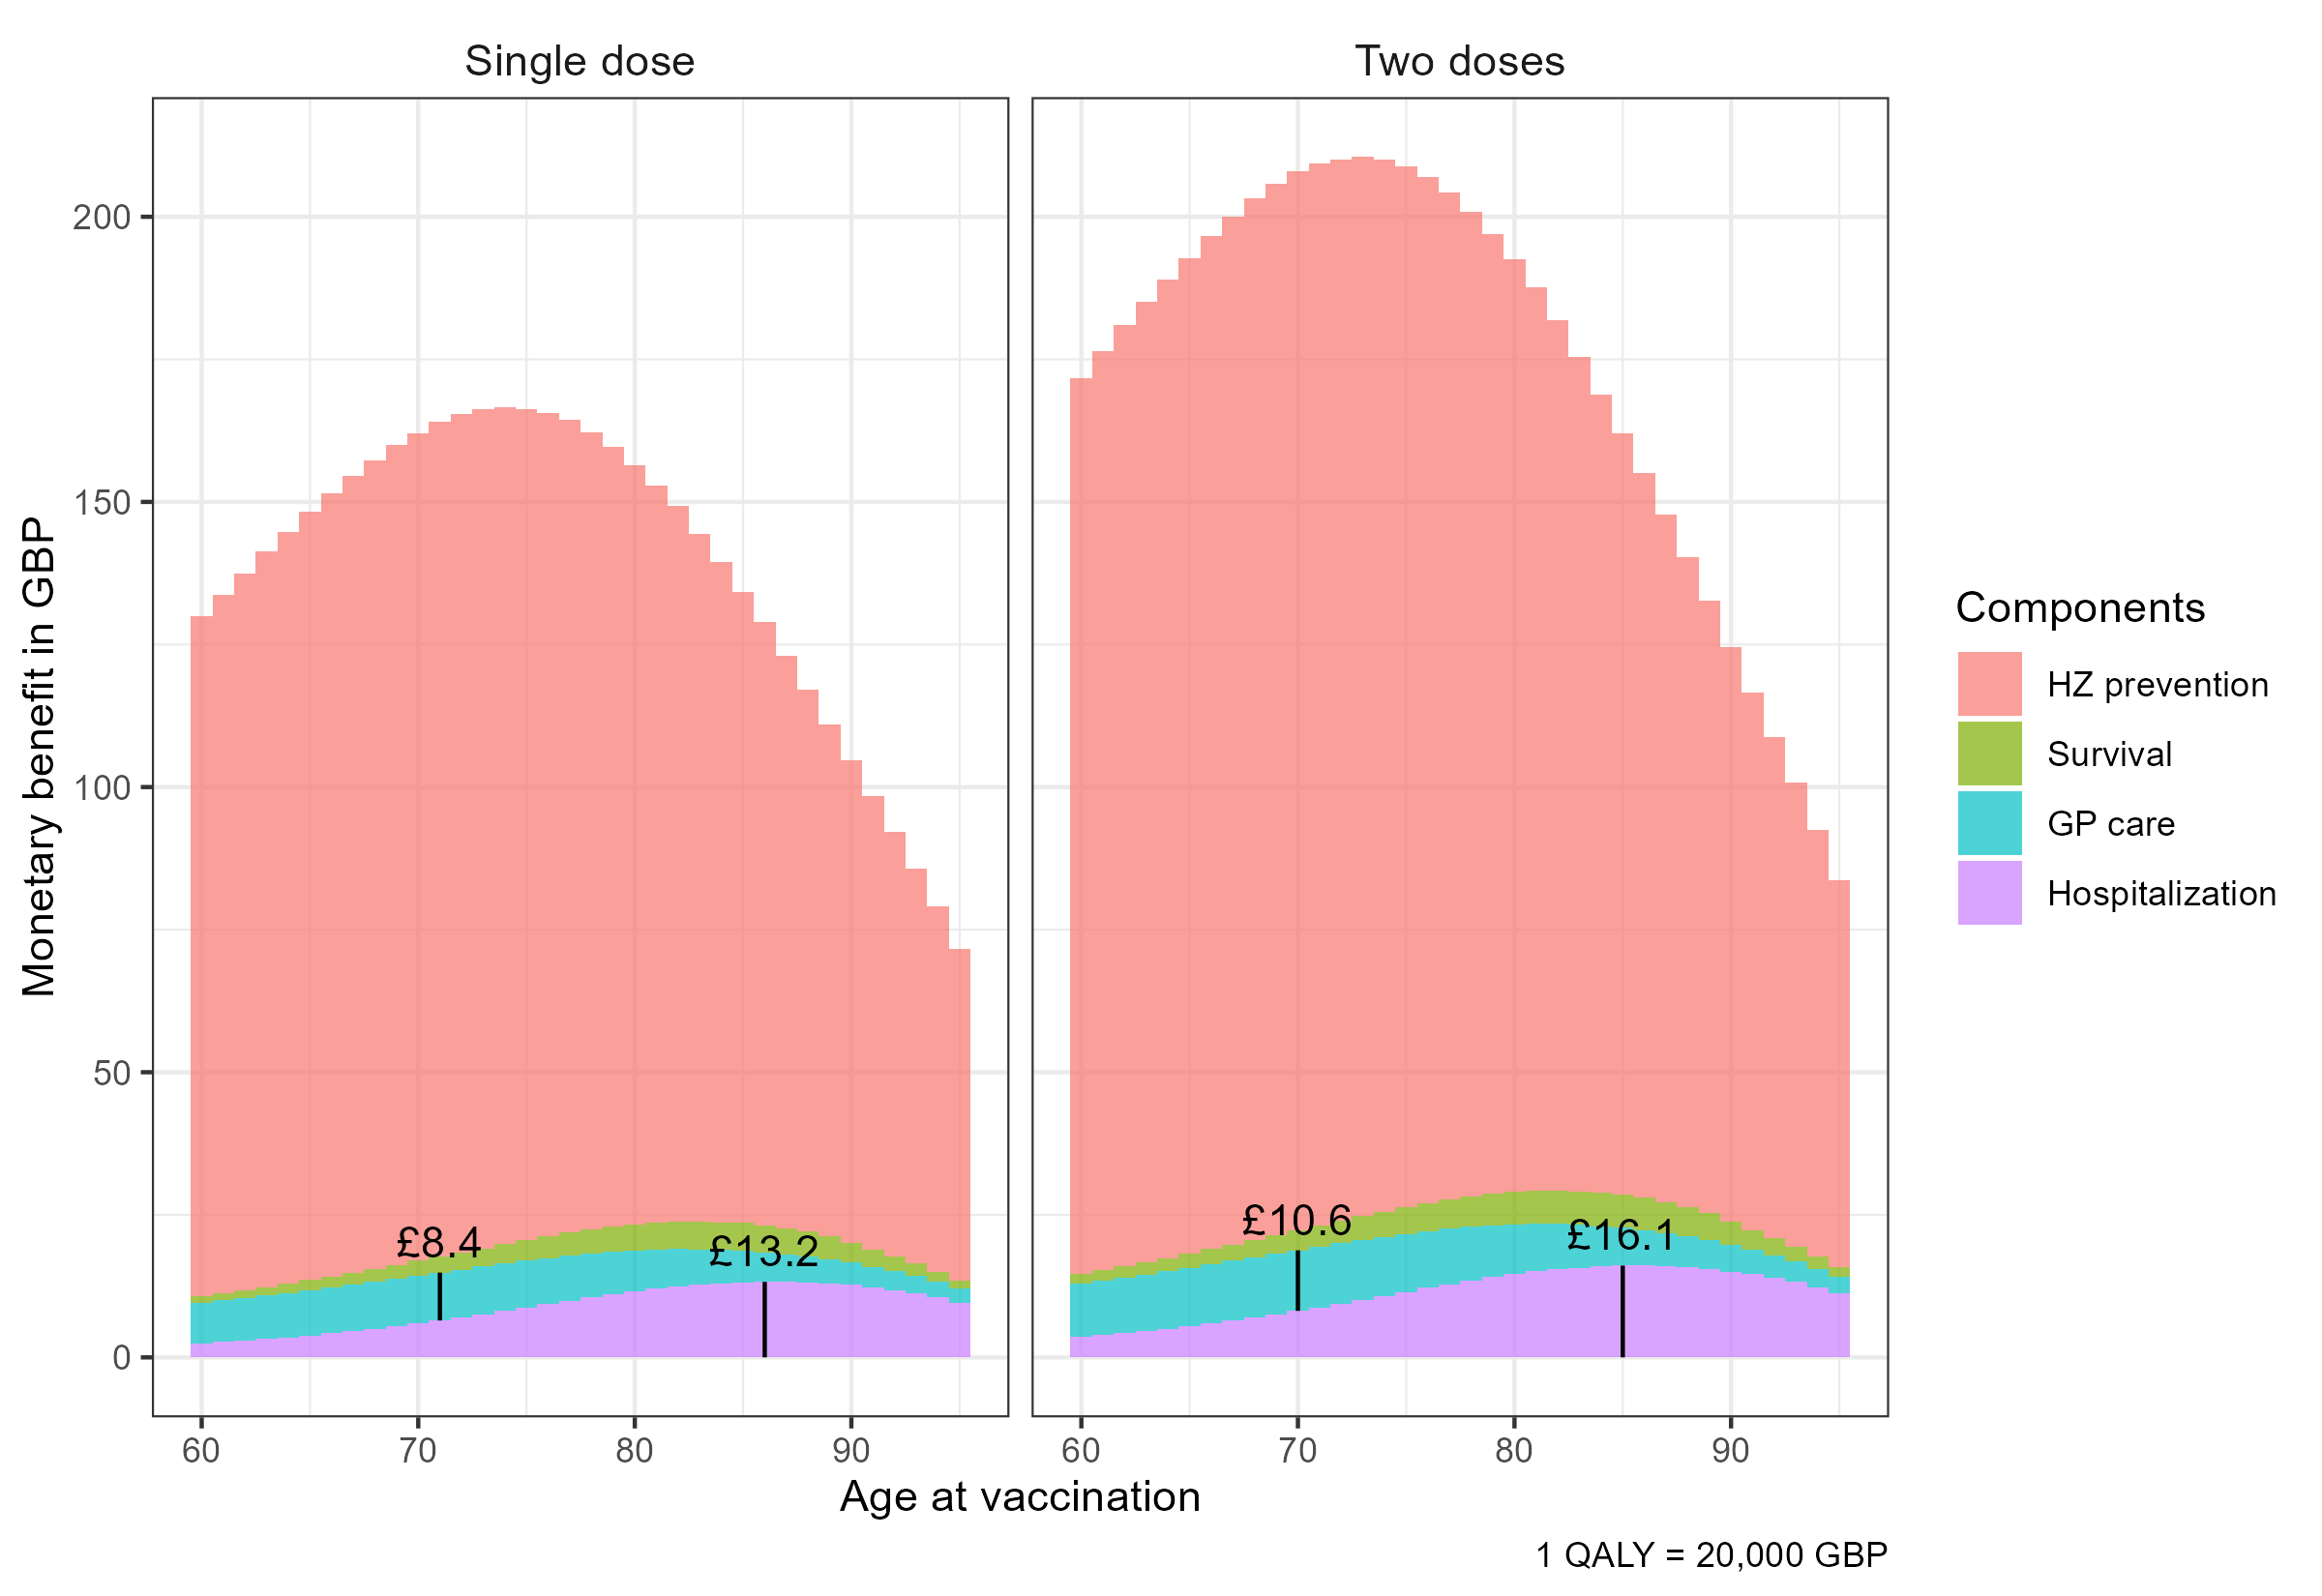 Single dose
Two doses
Monetary benefit in GBP
200
150
100
50
0
£8.4
£13.2
£10.6
£16.1
60
70
80
90
60
70
80
90
Age at vaccination
Components
HZ prevention
Survival
GP care
Hospitalization
1 QALY = 20,000 GBP